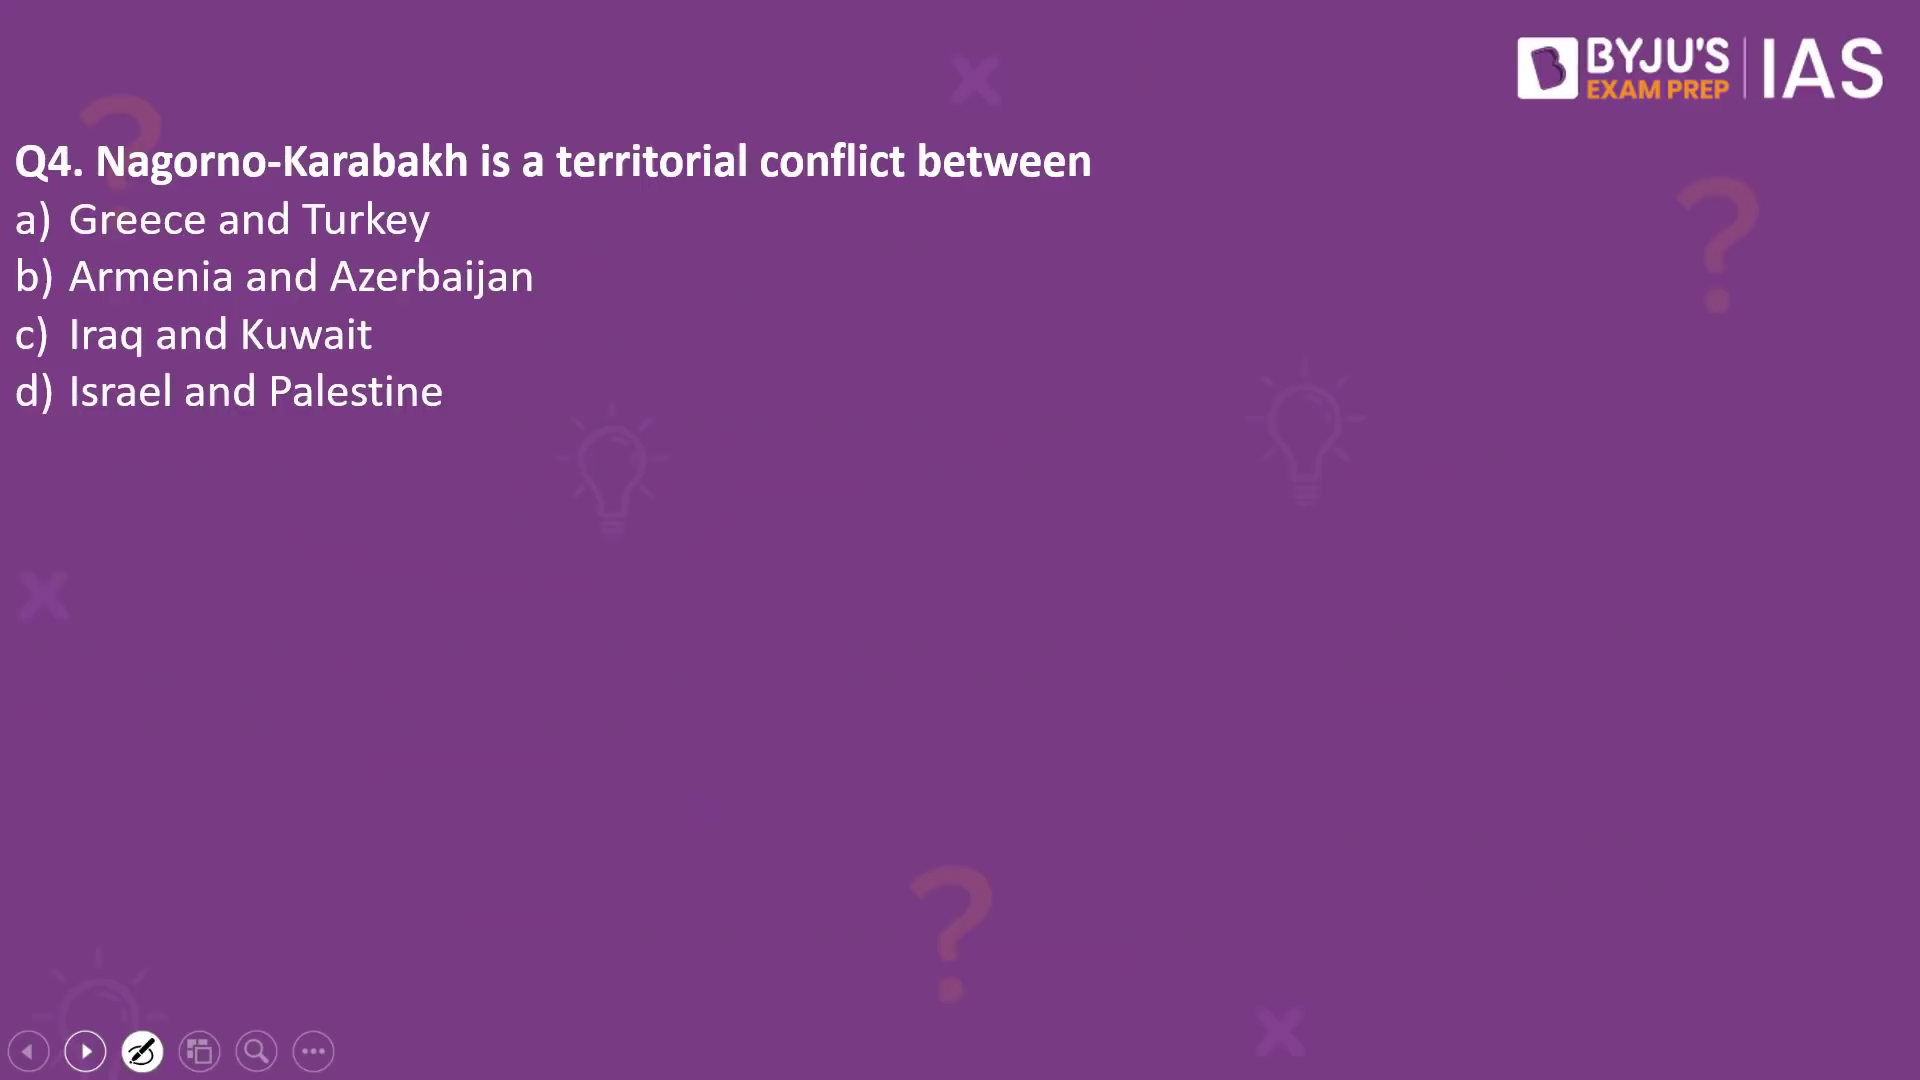 BYJU'S
EXAM PREP
IAS
Q4. Nagorno-Karabakh is a territorial conflict between
a) Greece and Turkey
b) Armenia and Azerbaijan
c) Iraq and Kuwait
d) Israel and Palestine